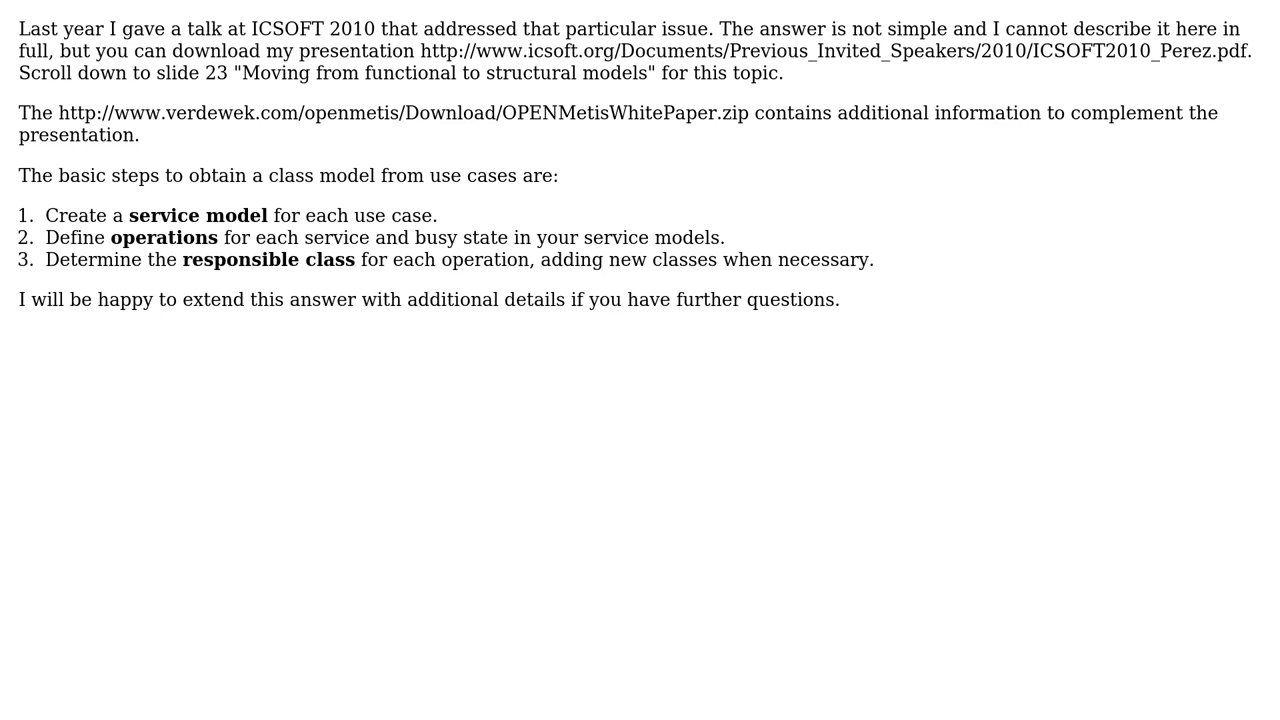 Last year I gave a talk at ICSOFT 2010 that addressed that particular issue. The answer is not simple and I cannot describe it here in
full, but you can download my presentation http://www.icsoft.org/Documents/Previous_Invited_Speakers/2010/ICSOFT2010_Perez.pdf.
Scroll down to slide 23 "Moving from functional to structural models" for this topic.
The http://www.verdewek.com/openmetis/Download/OPENMetisWhitePaper.zip contains additional information to complement the
presentation.
The basic steps to obtain a class model from use cases are:
1. Create a service model for each use case.
2. Define operations for each service and busy state in your service models.
3. Determine the responsible class for each operation, adding new classes when necessary.
I will be happy to extend this answer with additional details if you have further questions.